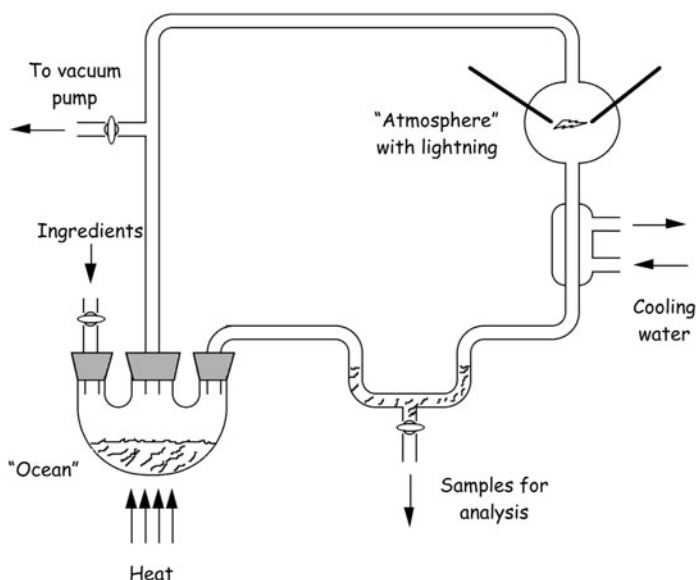 To vacuum
pump
"Atmosphere"
with lightning
Ingredients
Cooling
water
"Ocean"
Samples for
analysis
Heat